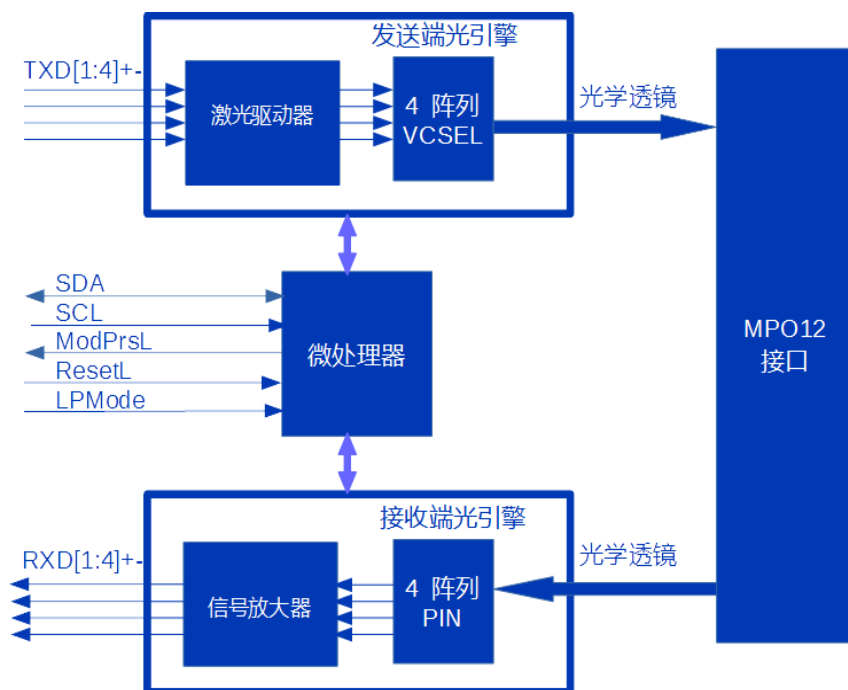 发送端光引擎
TXD[1:4]+-
激光驱动器
4 阵列
VCSEL
光学透镜
SDA
SCL
ModPrsL
ResetL
LPMode
微处理器
MPO12
接口
接收端光引擎
RXD[1:4]+-
信号放大器
4 阵列
PIN
光学透镜